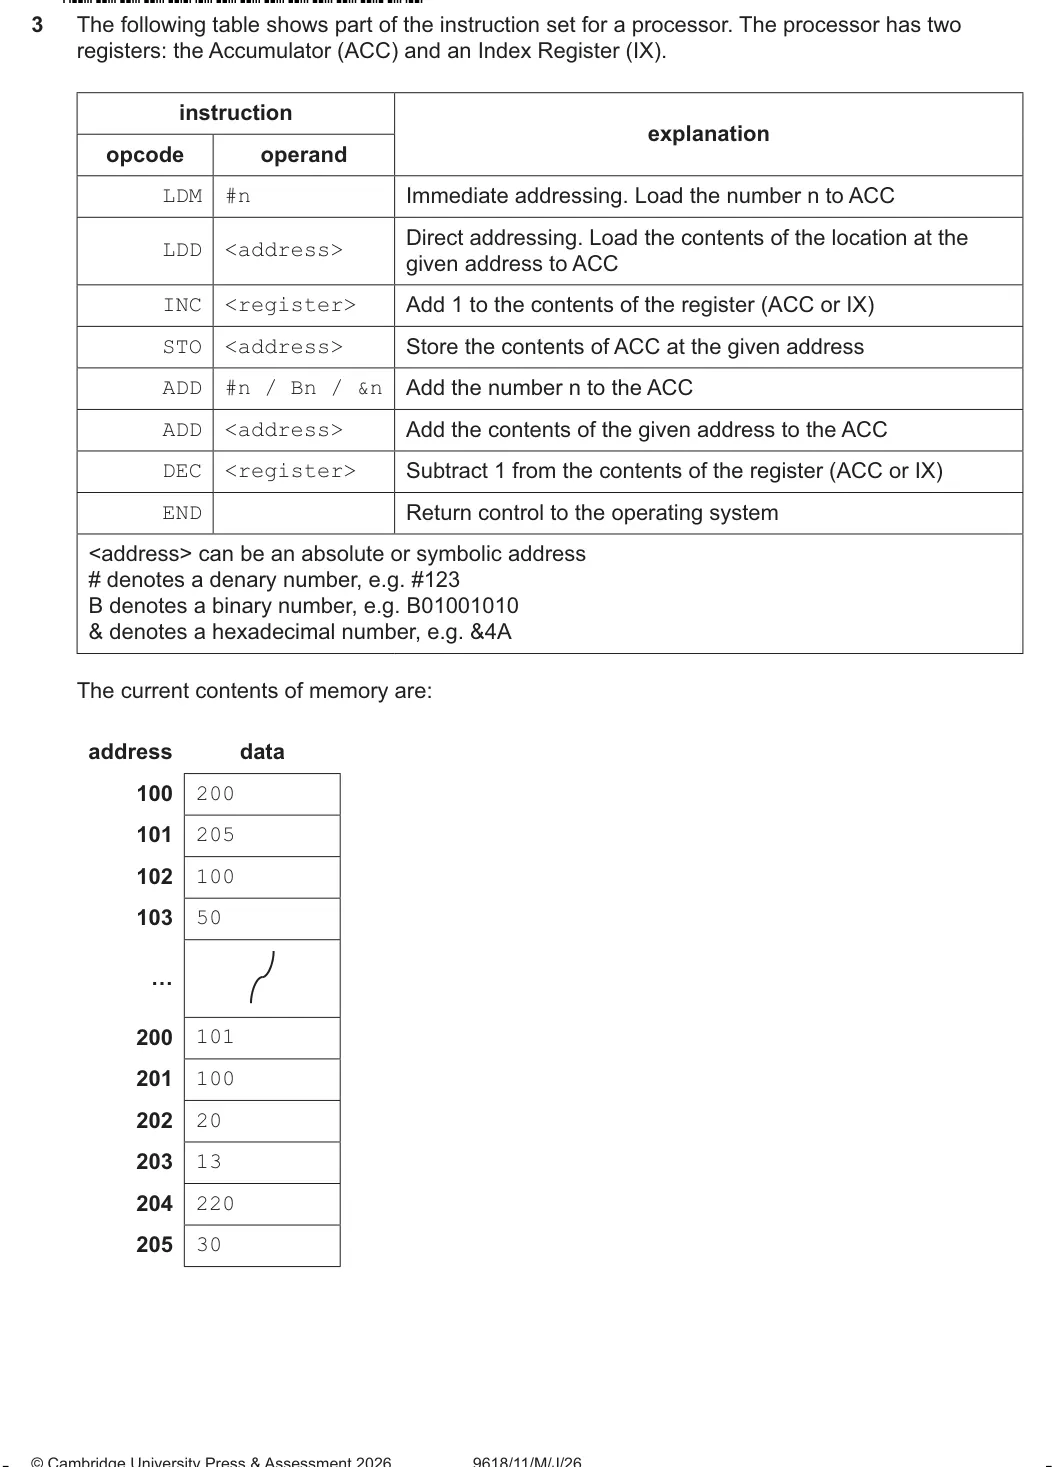 3 The following table shows part of the instruction set for a processor. The processor has two
registers: the Accumulator (ACC) and an Index Register (IX).
instruction explanation
opcode operand
LDM #n Immediate addressing. Load the number n to ACC
LDD <address> Direct addressing. Load the contents of the location at the
given address to ACC
INC <register> Add 1 to the contents of the register (ACC or IX)
STO <address> Store the contents of ACC at the given address
ADD #n / Bn / &n Add the number n to the ACC
ADD <address> Add the contents of the given address to the ACC
DEC <register> Subtract 1 from the contents of the register (ACC or IX)
END Return control to the operating system
<address> can be an absolute or symbolic address
# denotes a denary number, e.g. #123
B denotes a binary number, e.g. B01001010
& denotes a hexadecimal number, e.g. &4A
The current contents of memory are:
address data
100 200
101 205
102 100
103 50
...
200 101
201 100
202 20
203 13
204 220
205 30
© Cambridge University Press & Assessment 2026 9618/11/M/J/26